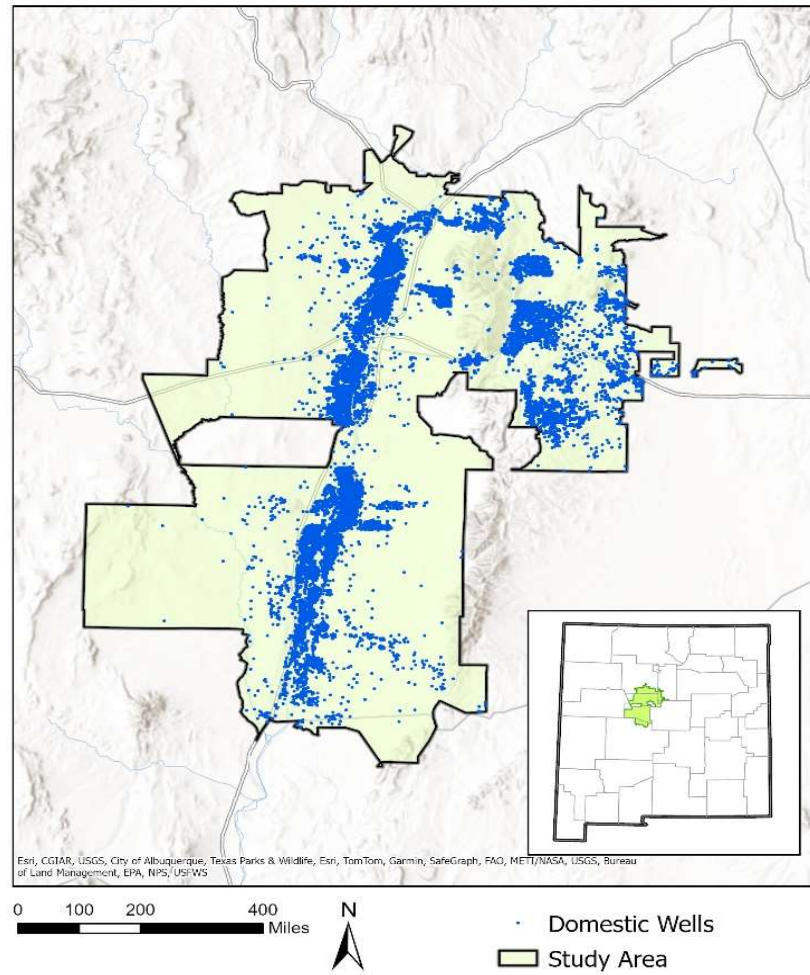 Esri, CGIAR, USGS, City of Albuquerque, Texas Parks & Wildlife, Esri, TomTom, Garmin, SafeGraph, FAO, METI/NASA, USGS, Bureau
of Land Management, EPA, NPS, USFWS
0 100 200 400
Miles
N
Domestic Wells
Study Area